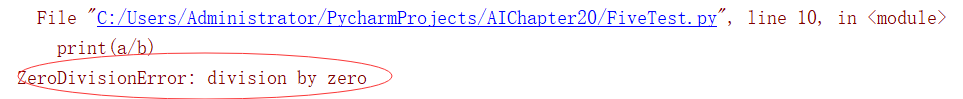 File "C:/Users/Administrator/PycharmProjects/AIChapter20/FiveTest.py", line 10, in <module>
print(a/b)
ZeroDivisionError: division by zero